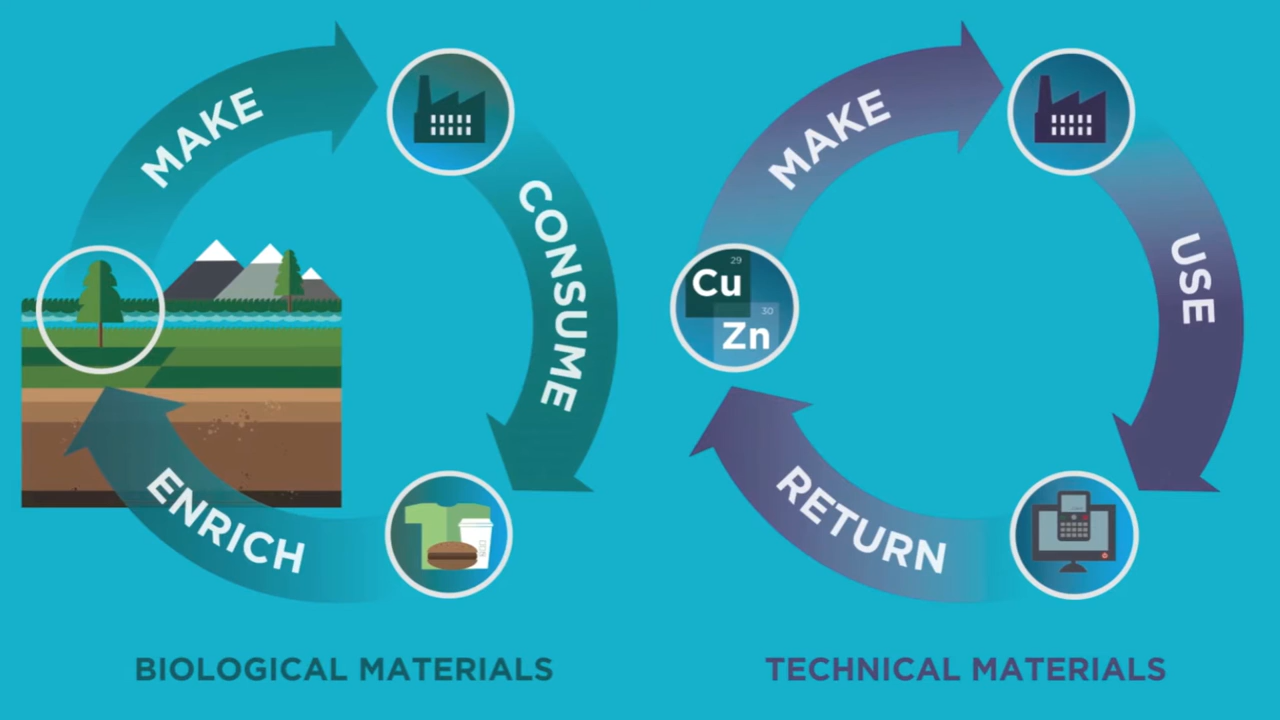 MAKE
CONSUME
ENRICH
BIOLOGICAL MATERIALS
MAKE
USE
RETURN
29
Cu
30
Zn
TECHNICAL MATERIALS